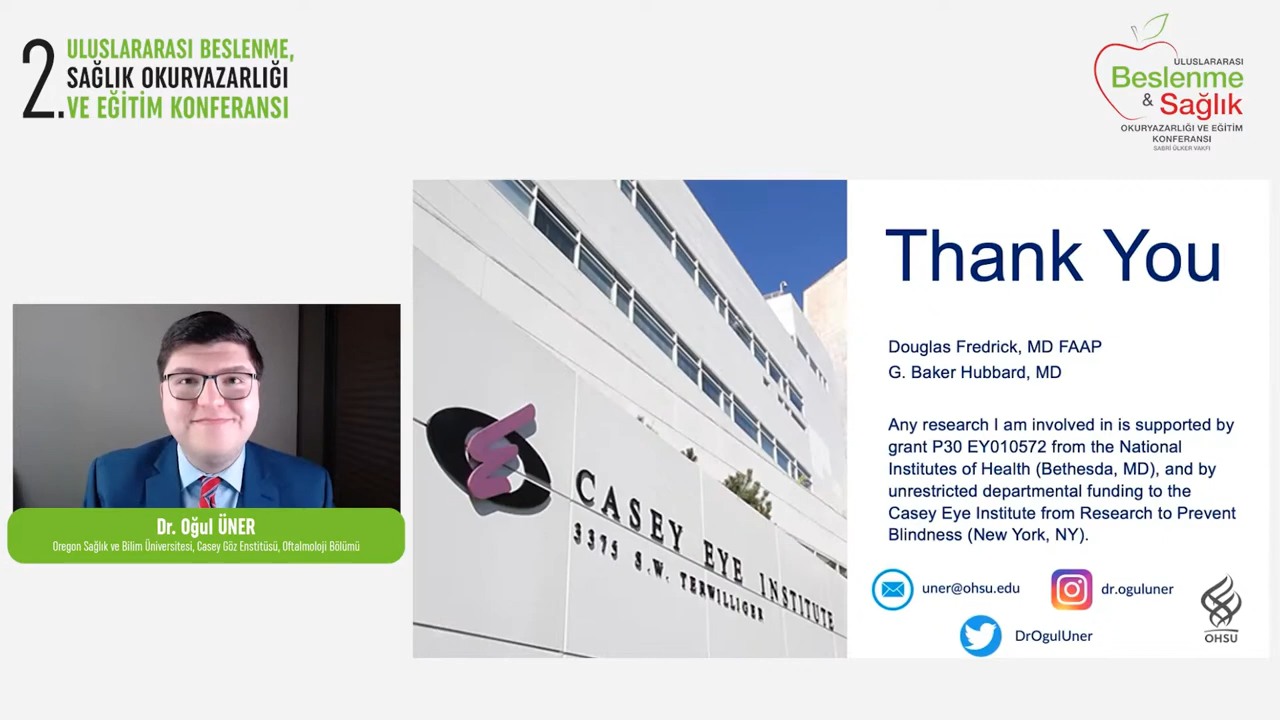 2. ULUSLARARASI BESLENME,
SAĞLIK OKURYAZARLIĞI
VE EĞİTİM KONFERANSI
ULUSLARARASI
Beslenme
& Sağlık
OKURYAZARLIĞI VE EĞİTİM
KONFERANSI
SABRİ ÜLKER VAKFI
Dr. Oğul ÜNER
Oregon Sağlık ve Bilim Üniversitesi, Casey Göz Enstitüsü, Oftalmoloji Bölümü
CASEY EYE INSTITUTE
3375 S.W. TERWILLIGER
Thank You
Douglas Fredrick, MD FAAP
G. Baker Hubbard, MD
Any research I am involved in is supported by
grant P30 EY010572 from the National
Institutes of Health (Bethesda, MD), and by
unrestricted departmental funding to the
Casey Eye Institute from Research to Prevent
Blindness (New York, NY).
uner@ohsu.edu
dr.oguluner
DrOgulUner
OHSU